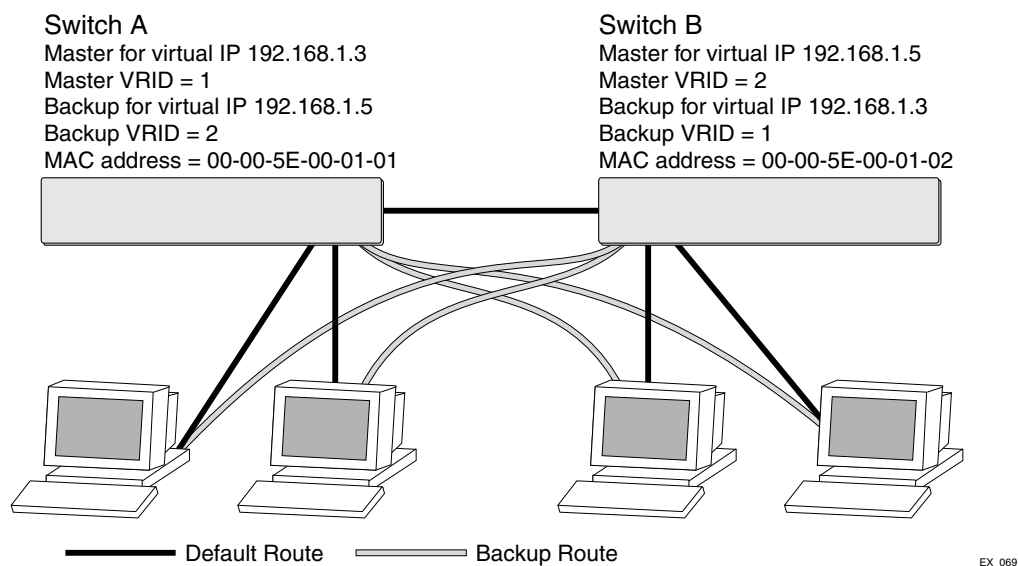 Switch A
Master for virtual IP 192.168.1.3
Master VRID = 1
Backup for virtual IP 192.168.1.5
Backup VRID = 2
MAC address = 00-00-5E-00-01-01
Switch B
Master for virtual IP 192.168.1.5
Master VRID = 2
Backup for virtual IP 192.168.1.3
Backup VRID = 1
MAC address = 00-00-5E-00-01-02
Default Route
Backup Route
EX_069